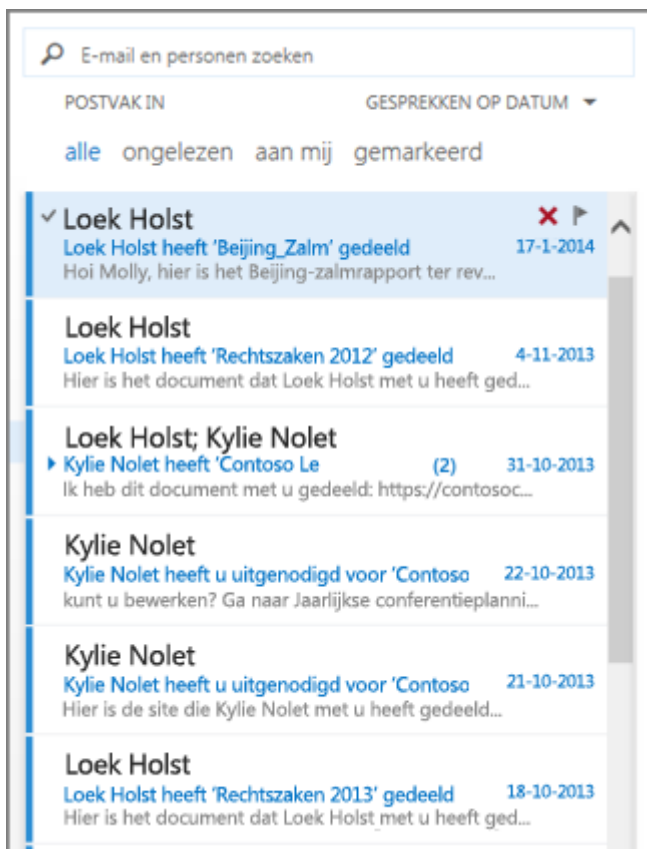 E-mail en personen zoeken
POSTVAK IN GESPREKKEN OP DATUM
alle ongelezen aan mij gemarkeerd
Loek Holst
Loek Holst heeft 'Beijing_Zalm' gedeeld 17-1-2014
Hoi Molly, hier is het Beijing-zalmrapport ter rev...
Loek Holst
Loek Holst heeft 'Rechtszaken 2012' gedeeld 4-11-2013
Hier is het document dat Loek Holst met u heeft ged...
Loek Holst; Kylie Nolet
Kylie Nolet heeft 'Contoso Le (2) 31-10-2013
Ik heb dit document met u gedeeld: https://contosoc...
Kylie Nolet
Kylie Nolet heeft u uitgenodigd voor 'Contoso 22-10-2013
kunt u bewerken? Ga naar Jaarlijkse conferentieplanni...
Kylie Nolet
Kylie Nolet heeft u uitgenodigd voor 'Contoso 21-10-2013
Hier is de site die Kylie Nolet met u heeft gedeeld...
Loek Holst
Loek Holst heeft 'Rechtszaken 2013' gedeeld 18-10-2013
Hier is het document dat Loek Holst met u heeft ged...